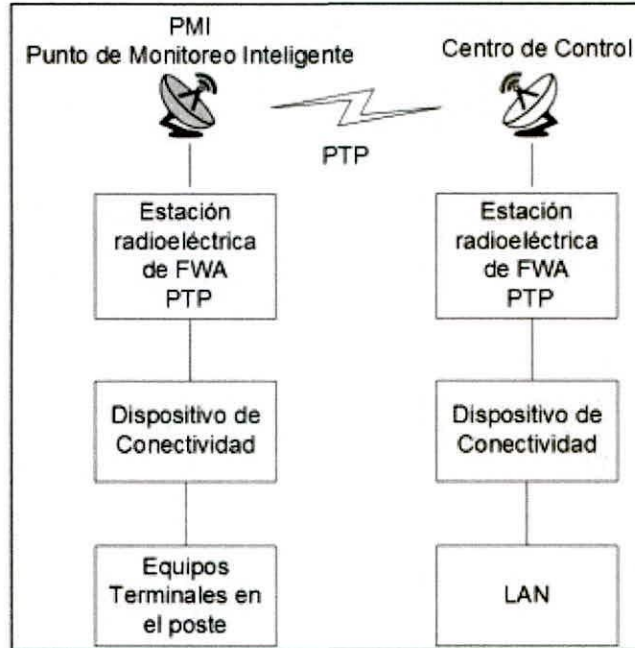 PMI
Punto de Monitoreo Inteligente
Centro de Control
PTP
Estación
radioeléctrica
de FWA
PTP
Estación
radioeléctrica
de FWA
PTP
Dispositivo de
Conectividad
Dispositivo de
Conectividad
Equipos
Terminales en
el poste
LAN